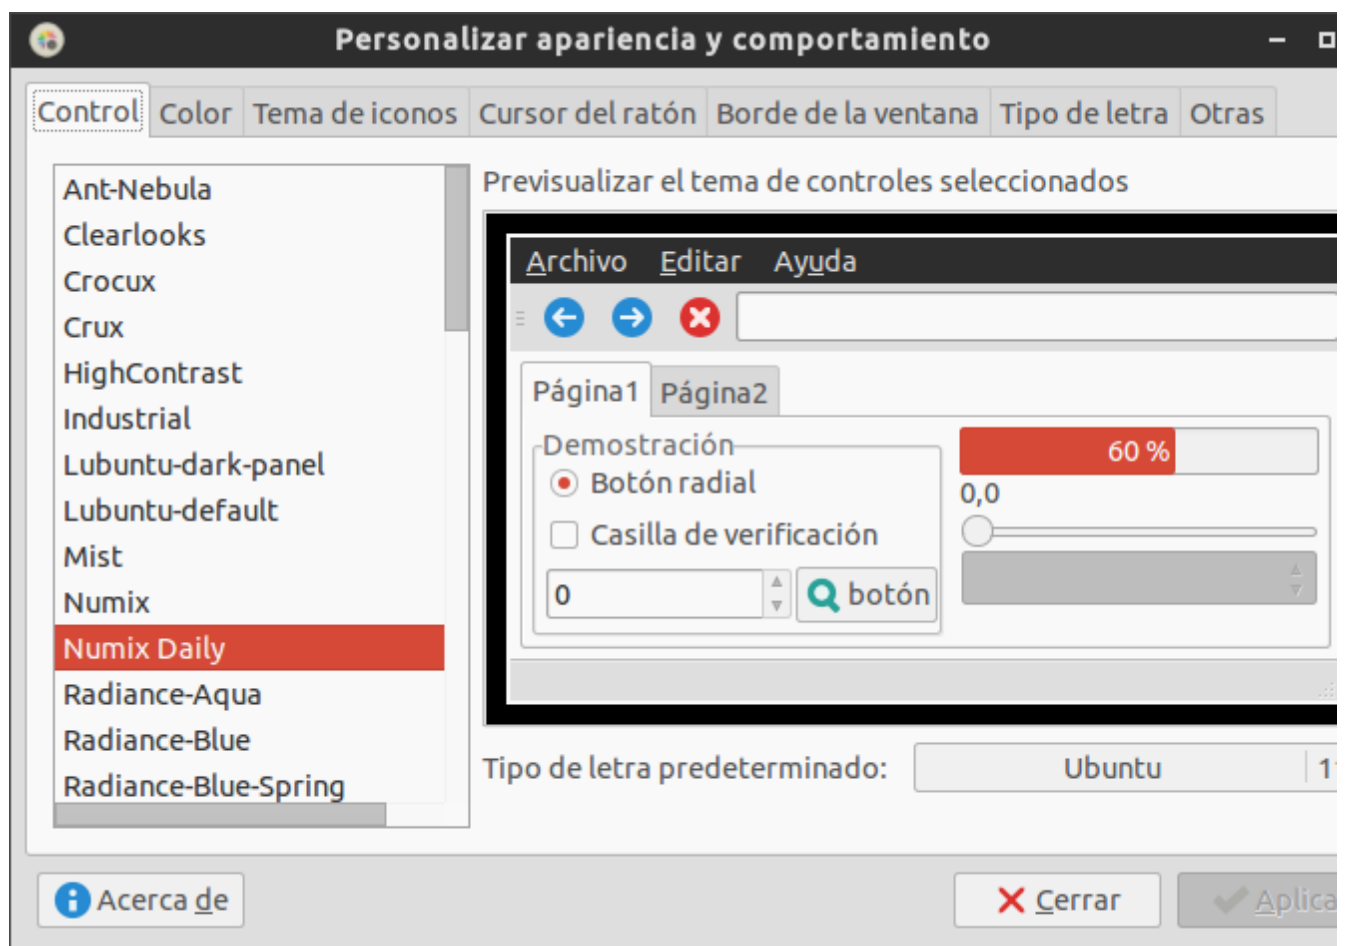 Personalizar apariencia y comportamiento
Control Color Tema de iconos Cursor del ratón Borde de la ventana Tipo de letra Otras
Ant-Nebula
Clearlooks
Crocux
Crux
HighContrast
Industrial
Lubuntu-dark-panel
Lubuntu-default
Mist
Numix
Numix Daily
Radiance-Aqua
Radiance-Blue
Radiance-Blue-Spring
Previsualizar el tema de controles seleccionados
Archivo Editar Ayuda
Página1 Página2
Demostración
Botón radial
Casilla de verificación
0 botón
60 %
0,0
Tipo de letra predeterminado: Ubuntu
Acerca de Cerrar Aplica